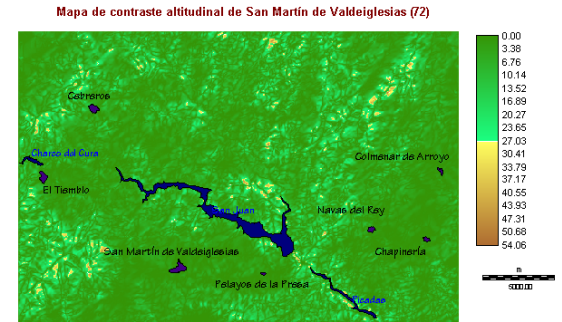 Mapa de contraste altitudinal de San Martín de Valdeiglesias (72)
0.00
3.38
6.76
10.14
13.52
16.89
20.27
23.65
27.03
30.41
33.79
37.17
40.55
43.93
47.31
50.68
54.06
Cebreros
Charco del Cura
Colmenar de Arroyo
El Tiemblo
San Juan
Navas del Rey
San Martín de Valdeiglesias
Chapinería
Pelayos de la Presa
Picadas
m
5000.00